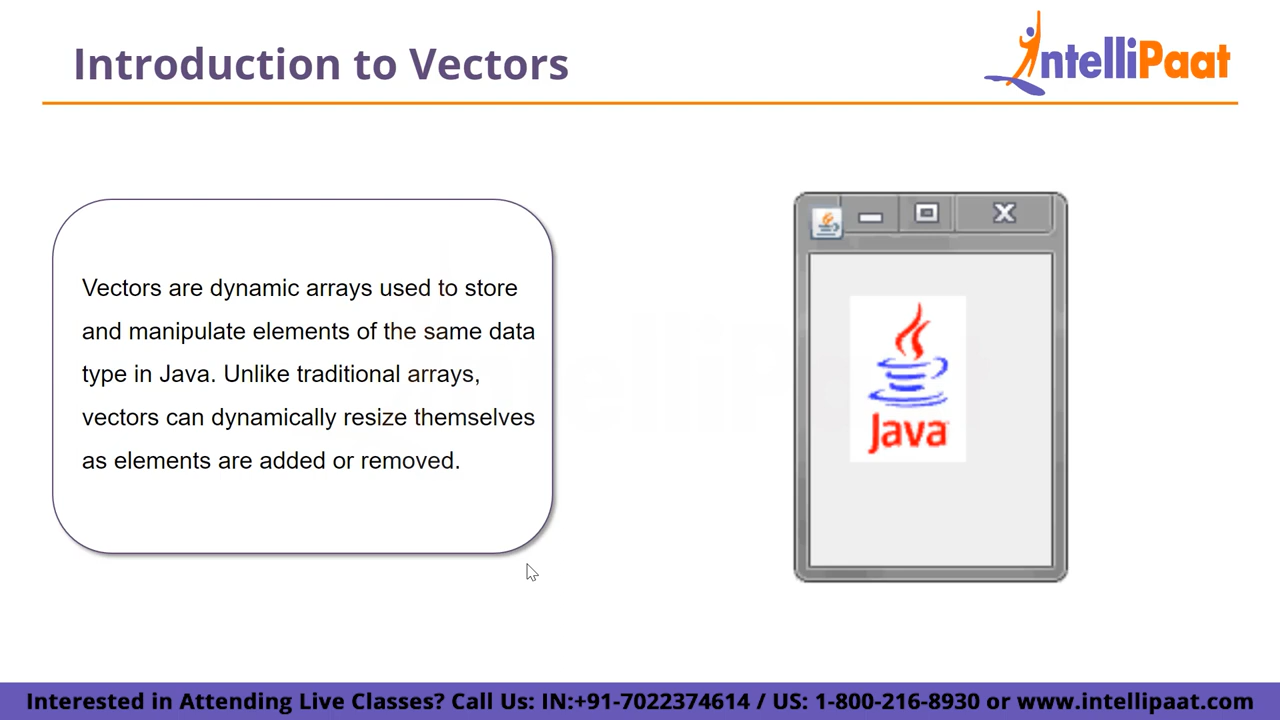 Introduction to Vectors
IntelliPaat
Vectors are dynamic arrays used to store
and manipulate elements of the same data
type in Java. Unlike traditional arrays,
vectors can dynamically resize themselves
as elements are added or removed.
Java
Interested in Attending Live Classes? Call Us: IN:+91-7022374614 / US: 1-800-216-8930 or www.intellipaat.com